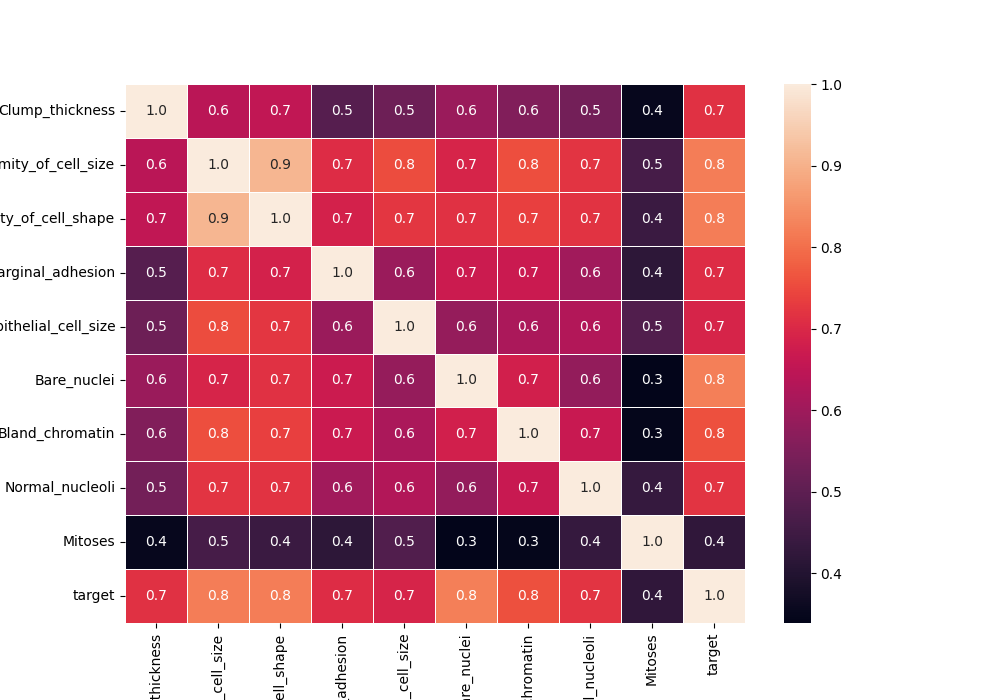 Clump_thickness 1.0 0.6 0.7 0.5 0.5 0.6 0.6 0.5 0.4 0.7
mity_of_cell_size 0.6 1.0 0.9 0.7 0.8 0.7 0.8 0.7 0.5 0.8
ty_of_cell_shape 0.7 0.9 1.0 0.7 0.7 0.7 0.7 0.7 0.4 0.8
arginal_adhesion 0.5 0.7 0.7 1.0 0.6 0.7 0.7 0.6 0.4 0.7
pithelial_cell_size 0.5 0.8 0.7 0.6 1.0 0.6 0.6 0.6 0.5 0.7
Bare_nuclei 0.6 0.7 0.7 0.7 0.6 1.0 0.7 0.6 0.3 0.8
Bland_chromatin 0.6 0.8 0.7 0.7 0.6 0.7 1.0 0.7 0.3 0.8
Normal_nucleoli 0.5 0.7 0.7 0.6 0.6 0.6 0.7 1.0 0.4 0.7
Mitoses 0.4 0.5 0.4 0.4 0.5 0.3 0.3 0.4 1.0 0.4
target 0.7 0.8 0.8 0.7 0.7 0.8 0.8 0.7 0.4 1.0
thickness
_cell_size
ell_shape
adhesion
_cell_size
re_nuclei
hromatin
l_nucleoli
Mitoses
target
1.0
0.9
0.8
0.7
0.6
0.5
0.4